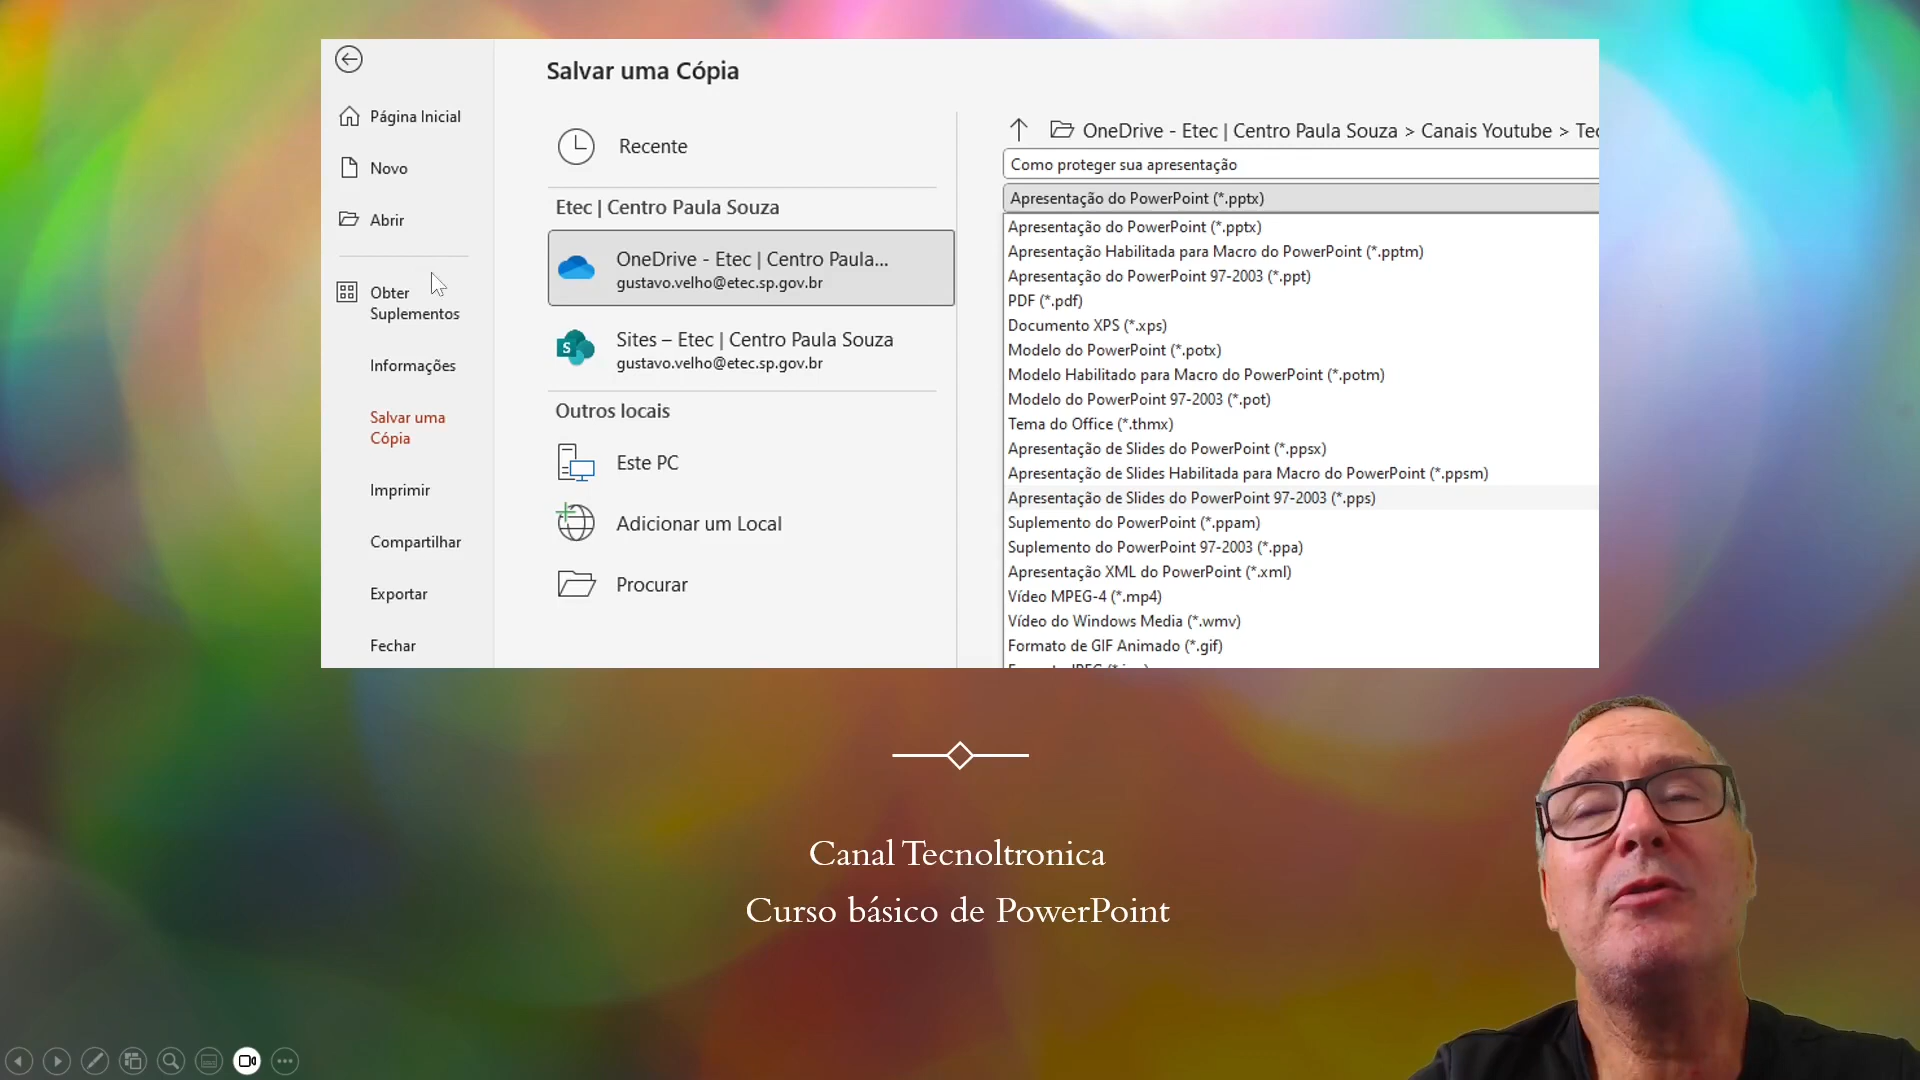 Salvar uma Cópia
Página Inicial
Novo
Abrir
Obter
Suplementos
Informações
Salvar uma
Cópia
Imprimir
Compartilhar
Exportar
Fechar
Recente
Etec | Centro Paula Souza
OneDrive - Etec | Centro Paula...
gustavo.velho@etec.sp.gov.br
Sites – Etec | Centro Paula Souza
gustavo.velho@etec.sp.gov.br
Outros locais
Este PC
Adicionar um Local
Procurar
OneDrive - Etec | Centro Paula Souza > Canais Youtube >
Como proteger sua apresentação
Apresentação do PowerPoint (*.pptx)
Apresentação do PowerPoint (*.pptx)
Apresentação Habilitada para Macro do PowerPoint (*.pptm)
Apresentação do PowerPoint 97-2003 (*.ppt)
PDF (*.pdf)
Documento XPS (*.xps)
Modelo do PowerPoint (*.potx)
Modelo Habilitado para Macro do PowerPoint (*.potm)
Modelo do PowerPoint 97-2003 (*.pot)
Tema do Office (*.thmx)
Apresentação de Slides do PowerPoint (*.ppsx)
Apresentação de Slides Habilitada para Macro do PowerPoint (*.ppsm)
Apresentação de Slides do PowerPoint 97-2003 (*.pps)
Suplemento do PowerPoint (*.ppam)
Suplemento do PowerPoint 97-2003 (*.ppa)
Apresentação XML do PowerPoint (*.xml)
Vídeo MPEG-4 (*.mp4)
Vídeo do Windows Media (*.wmv)
Formato de GIF Animado (*.gif)
Canal Tecnoltronica
Curso básico de PowerPoint